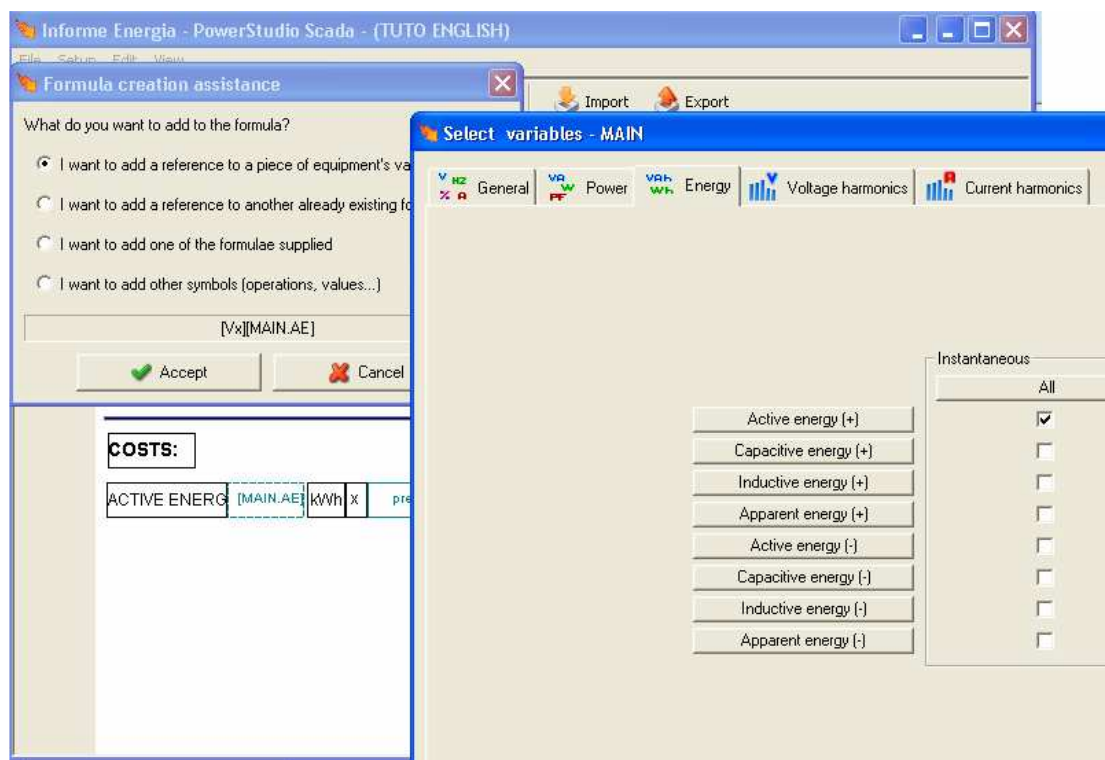 Informe Energia - PowerStudio Scada - (TUTO ENGLISH)
File Setup Edit View
Formula creation assistance
Import Export
What do you want to add to the formula?
I want to add a reference to a piece of equipment's va
I want to add a reference to another already existing fo
I want to add one of the formulae supplied
I want to add other symbols (operations, values...)
[Vx][MAIN.AE]
Accept Cancel
COSTS:
ACTIVE ENERG [MAIN.AE] kWh x pre
Select variables - MAIN
General Power Energy Voltage harmonics Current harmonics
Instantaneous
All
Active energy (+)
Capacitive energy (+)
Inductive energy (+)
Apparent energy (+)
Active energy (-)
Capacitive energy (-)
Inductive energy (-)
Apparent energy (-)